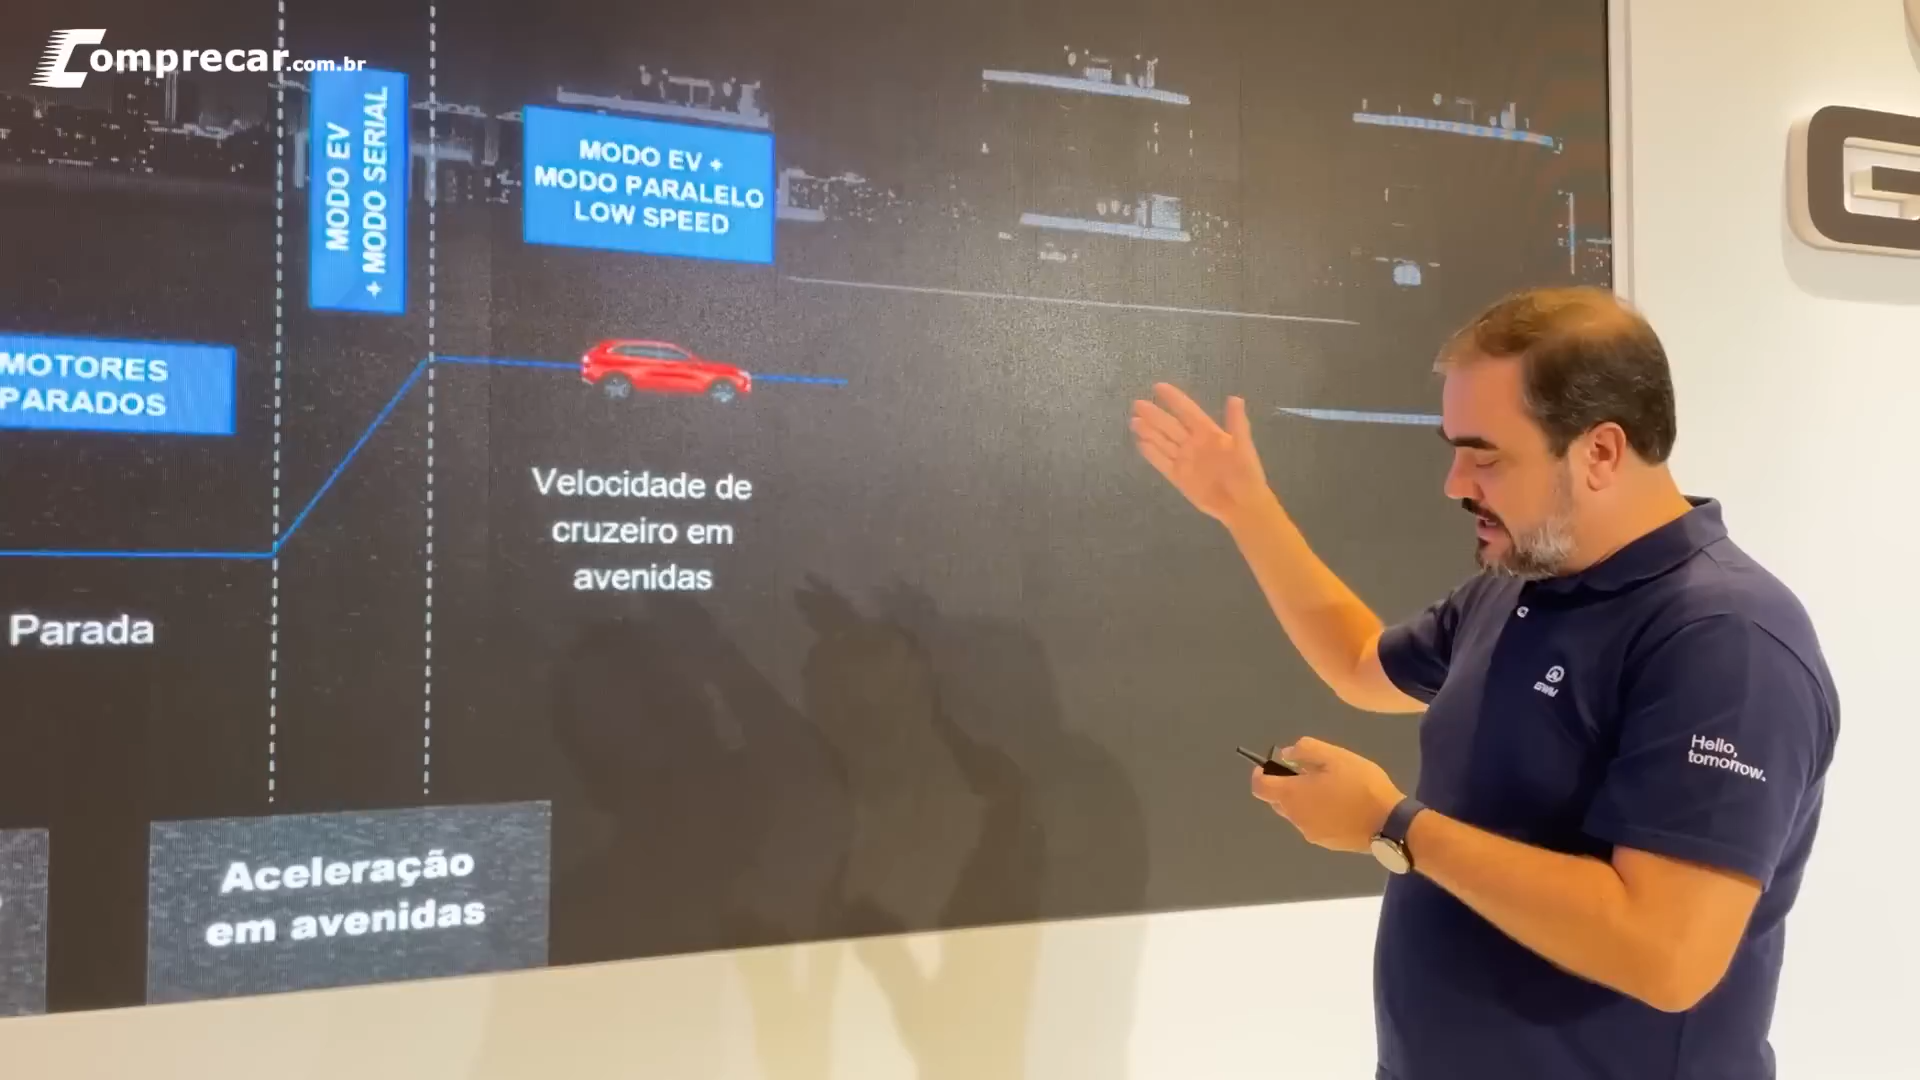 Comprecar.com.br
MODO EV
+ MODO SERIAL
MODO EV +
MODO PARALELO
LOW SPEED
MOTORES
PARADOS
Velocidade de
cruzeiro em
avenidas
Parada
Aceleração
em avenidas
GWM
Hello,
tomorrow.